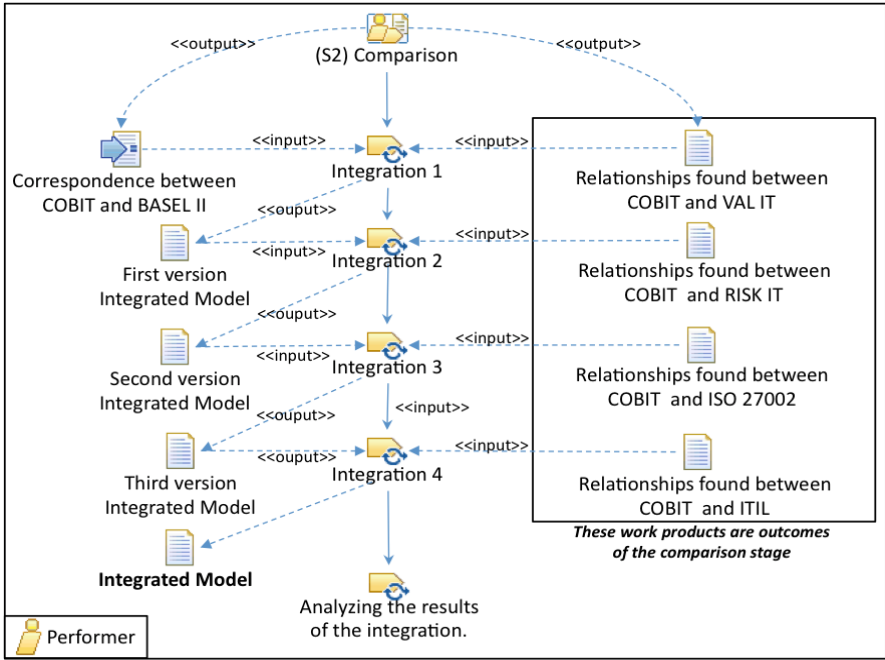 <<output>>
<<output>>
(S2) Comparison
<<input>>
<<input>>
Integration 1
Correspondence between
COBIT and BASEL II
Relationships found between
COBIT and VAL IT
<<ouput>>
<<input>>
<<input>>
Integration 2
First version
Integrated Model
Relationships found between
COBIT and RISK IT
<<ouput>>
<<input>>
<<input>>
Integration 3
Second version
Integrated Model
Relationships found between
COBIT and ISO 27002
<<ouput>>
<<input>>
<<ouput>>
<<input>>
Integration 4
Third version
Integrated Model
Relationships found between
COBIT and ITIL
These work products are outcomes
of the comparison stage
Integrated Model
Analyzing the results
of the integration.
Performer